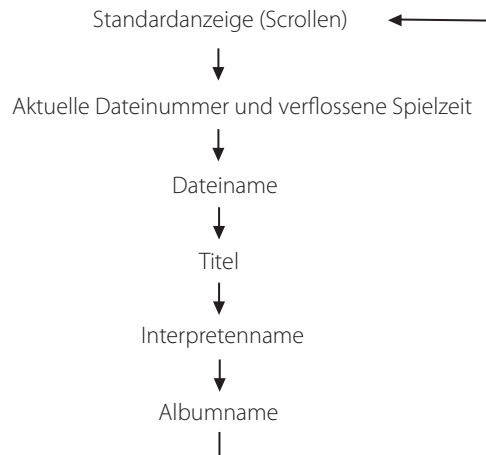 Standardanzeige (Scrollen)
Aktuelle Dateinummer und verflossene Spielzeit
Dateiname
Titel
Interpretenname
Albumname